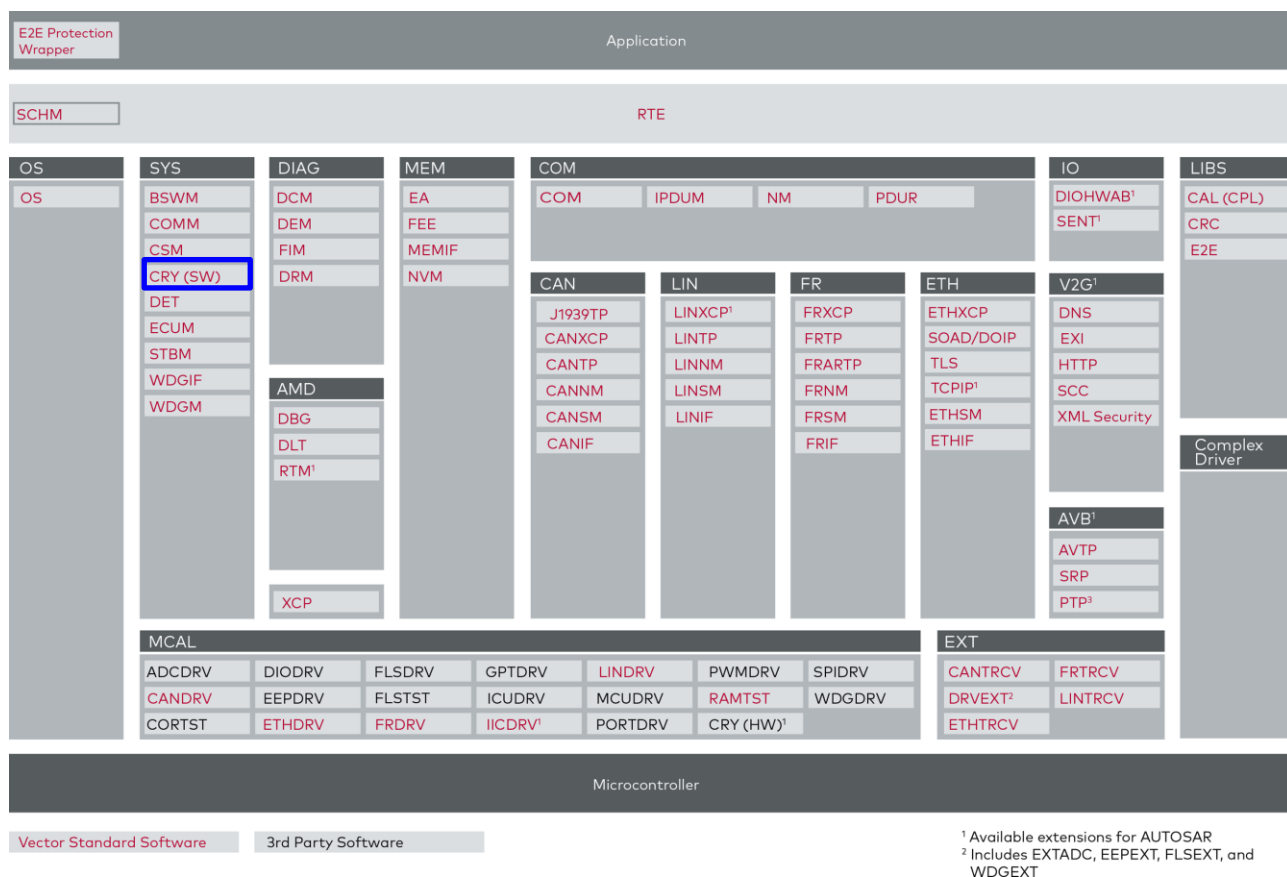 E2E Protection
Wrapper
Application
SCHM
RTE
OS
OS
SYS
BSWM
COMM
CSM
CRY (SW)
DET
ECUM
STBM
WDGIF
WDGM
DIAG
DCM
DEM
FIM
DRM
AMD
DBG
DLT
RTM¹
XCP
MEM
EA
FEE
MEMIF
NVM
COM
COM
IPDUM
NM
PDUR
CAN
J1939TP
CANXCP
CANTP
CANNM
CANSM
CANIF
LIN
LINXCP¹
LINTP
LINNM
LINSM
LINIF
FR
FRXCP
FRTP
FRARTP
FRNM
FRSM
FRIF
ETH
ETHXCP
SOAD/DOIP
TLS
TCPIP¹
ETHSM
ETHIF
IO
DIOHWAB¹
SENT¹
V2G¹
DNS
EXI
HTTP
SCC
XML Security
AVB¹
AVTP
SRP
PTP³
LIBS
CAL (CPL)
CRC
E2E
Complex
Driver
MCAL
ADCDRV DIODRV FLSDRV GPTDRV LINDRV PWMDRV SPIDRV
CANDRV EEPDRV FLSTST ICUDRV MCUDRV RAMTST WDGDRV
CORTST ETHDRV FRDRV IICDRV¹ PORTDRV CRY (HW)¹
EXT
CANTRCV FRTRCV
DRVEXT² LINTRCV
ETHTRCV
Microcontroller
Vector Standard Software
3rd Party Software
¹ Available extensions for AUTOSAR
² Includes EXTADC, EEPEXT, FLSEXT, and
WDGEXT